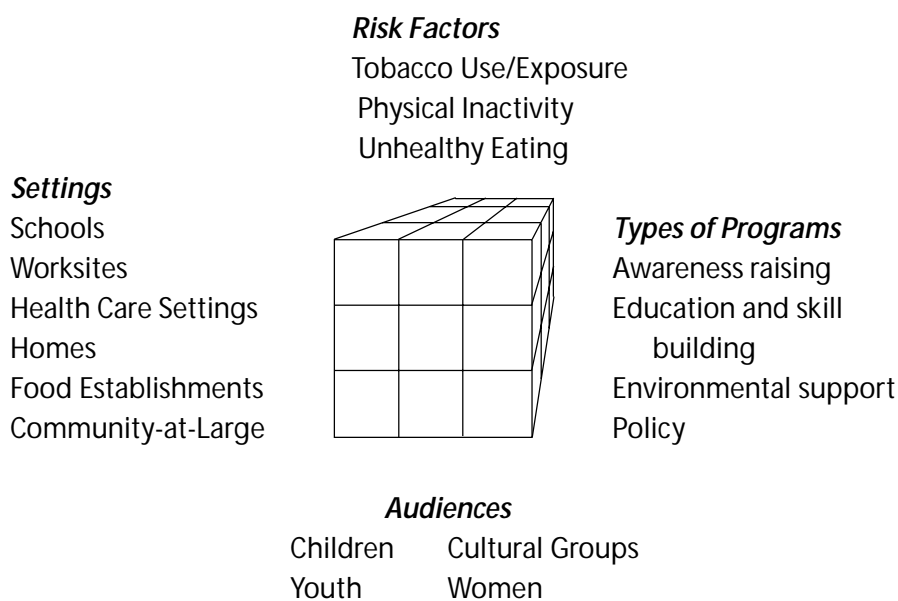 Risk Factors
Tobacco Use/Exposure
Physical Inactivity
Unhealthy Eating
Settings
Schools
Worksites
Health Care Settings
Homes
Food Establishments
Community-at-Large
Types of Programs
Awareness raising
Education and skill
building
Environmental support
Policy
Audiences
Children Cultural Groups
Youth Women